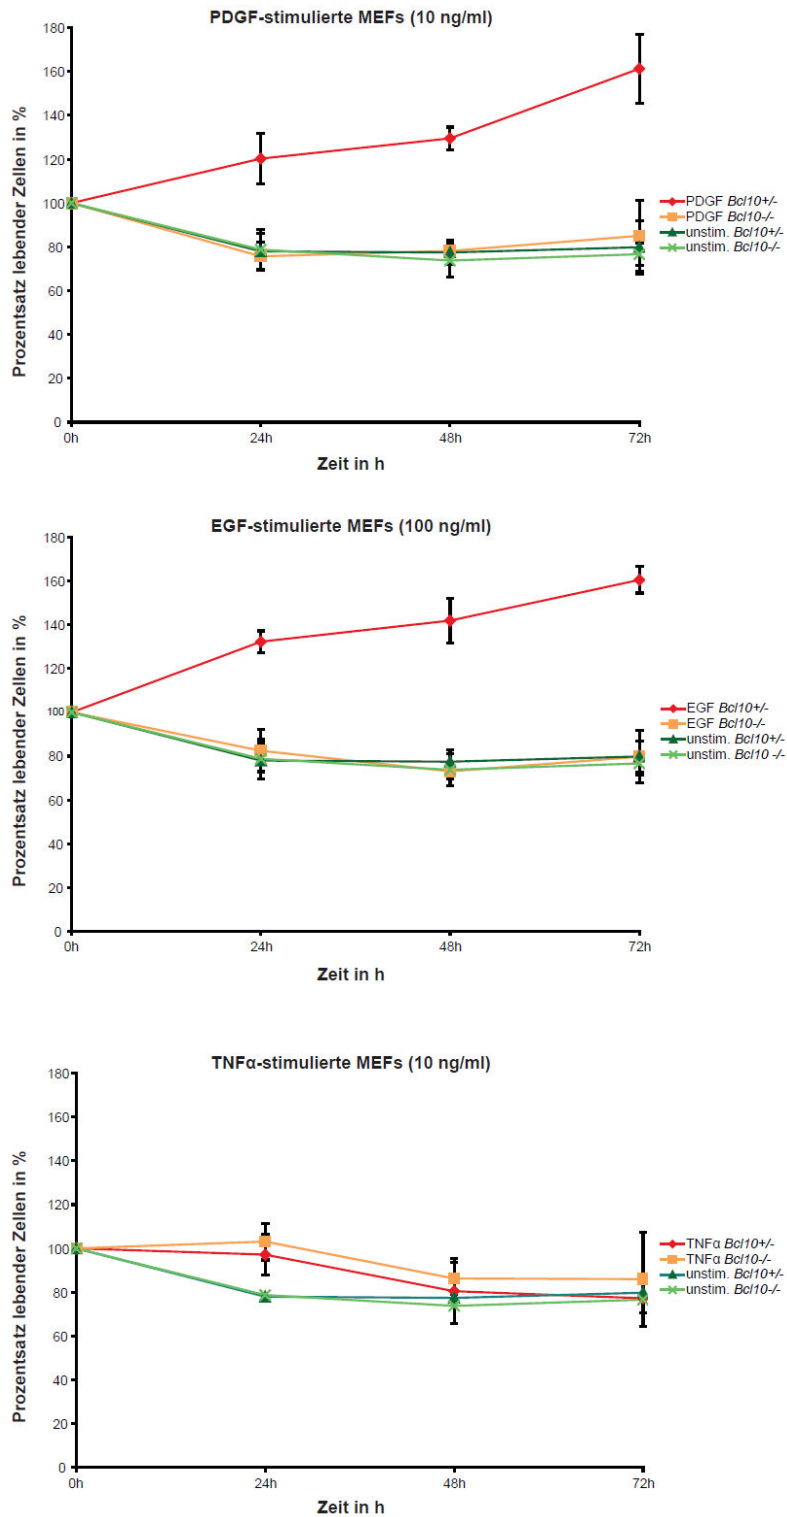 PDGF-stimulierte MEFs (10 ng/ml)
Prozentsatz lebender Zellen in %
180
160
140
120
100
80
60
40
20
0
0h
24h
48h
72h
Zeit in h
PDGF Bcl10+/-
PDGF Bcl10-/-
unstim. Bcl10+/-
unstim. Bcl10-/-
EGF-stimulierte MEFs (100 ng/ml)
Prozentsatz lebender Zellen in %
180
160
140
120
100
80
60
40
20
0
0h
24h
48h
72h
Zeit in h
EGF Bcl10+/-
EGF Bcl10-/-
unstim. Bcl10+/-
unstim. Bcl10 -/-
TNFα-stimulierte MEFs (10 ng/ml)
Prozentsatz lebender Zellen in %
180
160
140
120
100
80
60
40
20
0
0h
24h
48h
72h
Zeit in h
TNFα Bcl10+/-
TNFα Bcl10-/-
unstim. Bcl10+/-
unstim. Bcl10-/-